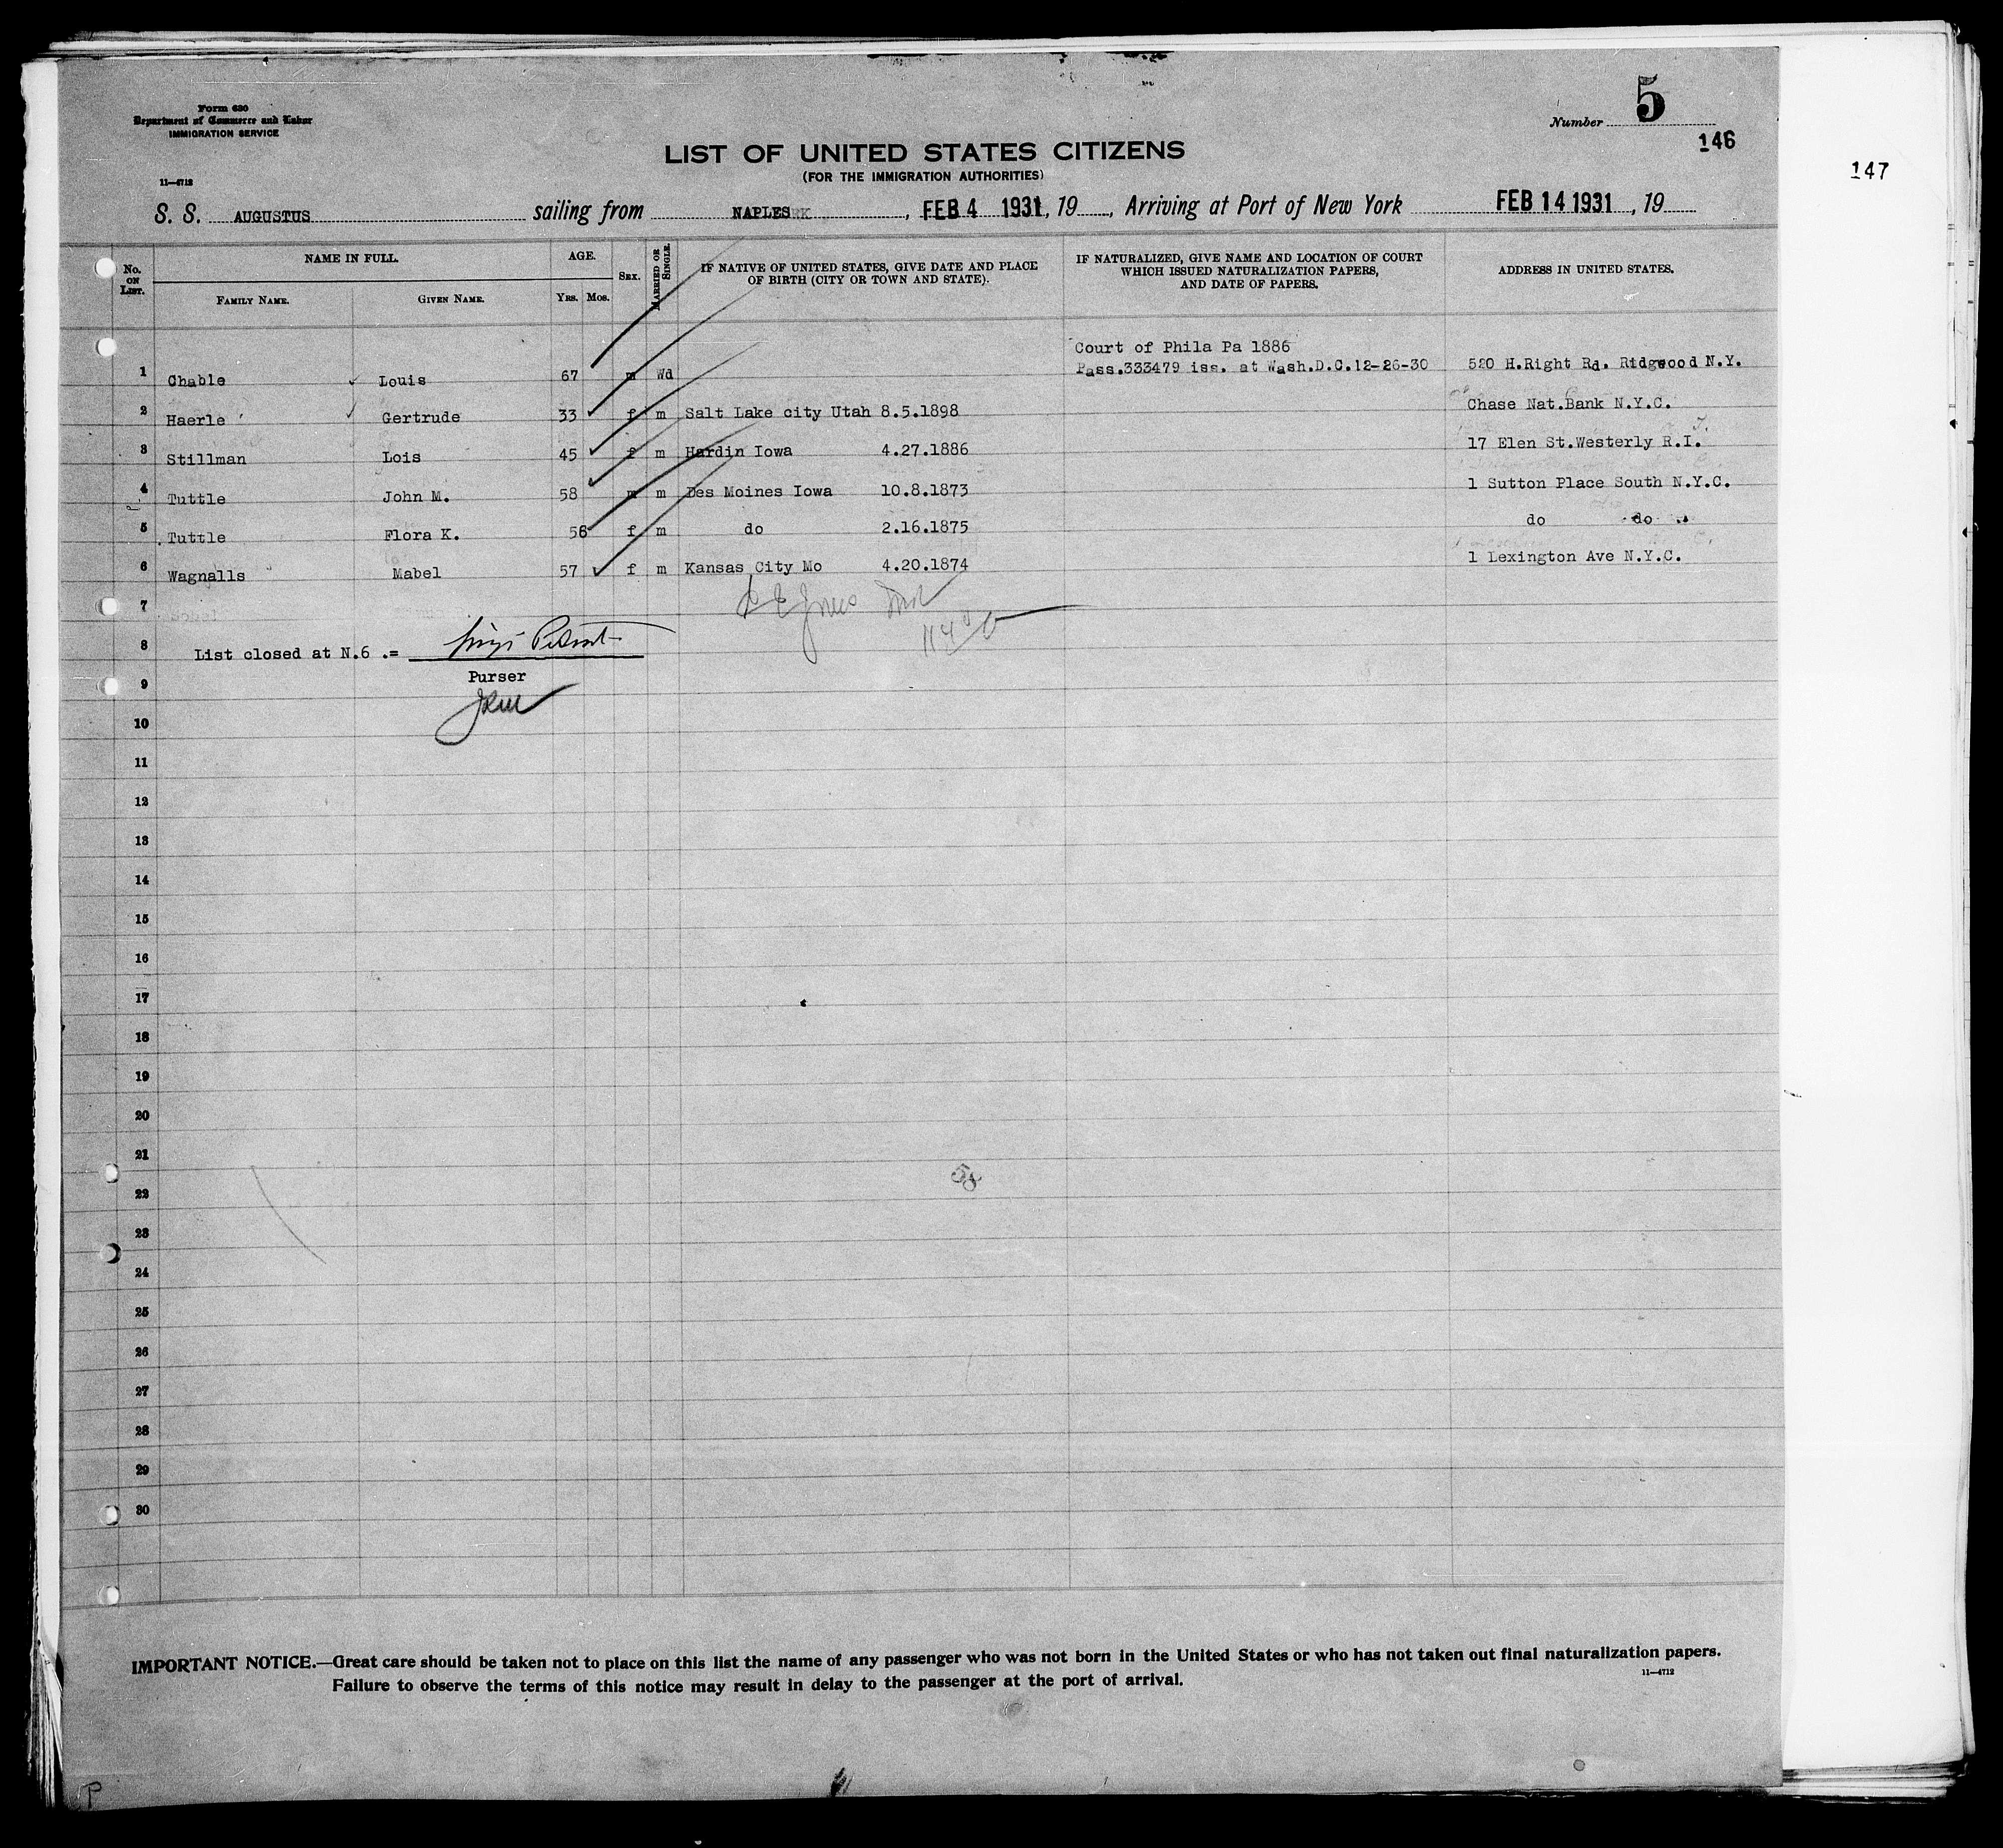 Form 630
Department of Commerce and Labor
IMMIGRATION SERVICE
11—4712
Number 5
146
147
LIST OF UNITED STATES CITIZENS
(FOR THE IMMIGRATION AUTHORITIES)
S. S. AUGUSTUS sailing from NAPLES, FEB 4 1931, 19, Arriving at Port of New York FEB 14 1931, 19
No. ON LIST.
NAME IN FULL.
FAMILY NAME. GIVEN NAME.
AGE.
YRS. MOS.
SEX.
MARRIED OR SINGLE.
IF NATIVE OF UNITED STATES, GIVE DATE AND PLACE
OF BIRTH (CITY OR TOWN AND STATE).
IF NATURALIZED, GIVE NAME AND LOCATION OF COURT
WHICH ISSUED NATURALIZATION PAPERS,
AND DATE OF PAPERS.
ADDRESS IN UNITED STATES.
Court of Phila Pa 1886
1 Chable Louis 67 m Wd Pass.333479 iss. at Wash.D.C.12-26-30 520 H.Right Rd. Ridgwood N.Y.
2 Haerle Gertrude 33 f m Salt Lake city Utah 8.5.1898 Chase Nat.Bank N.Y.C.
3 Stillman Lois 45 f m Hardin Iowa 4.27.1886 17 Elen St.Westerly R.I.
4 Tuttle John M. 58 m m Des Moines Iowa 10.8.1873 1 Sutton Place South N.Y.C.
5 Tuttle Flora K. 56 f m do 2.16.1875 do do
6 Wagnalls Mabel 57 f m Kansas City Mo 4.20.1874 1 Lexington Ave N.Y.C.
7
8 List closed at N.6 .=
Purser
9
10
11
12
13
14
15
16
17
18
19
20
21
22
23
24
25
26
27
28
29
30
IMPORTANT NOTICE.—Great care should be taken not to place on this list the name of any passenger who was not born in the United States or who has not taken out final naturalization papers.
Failure to observe the terms of this notice may result in delay to the passenger at the port of arrival.
11—4712
P